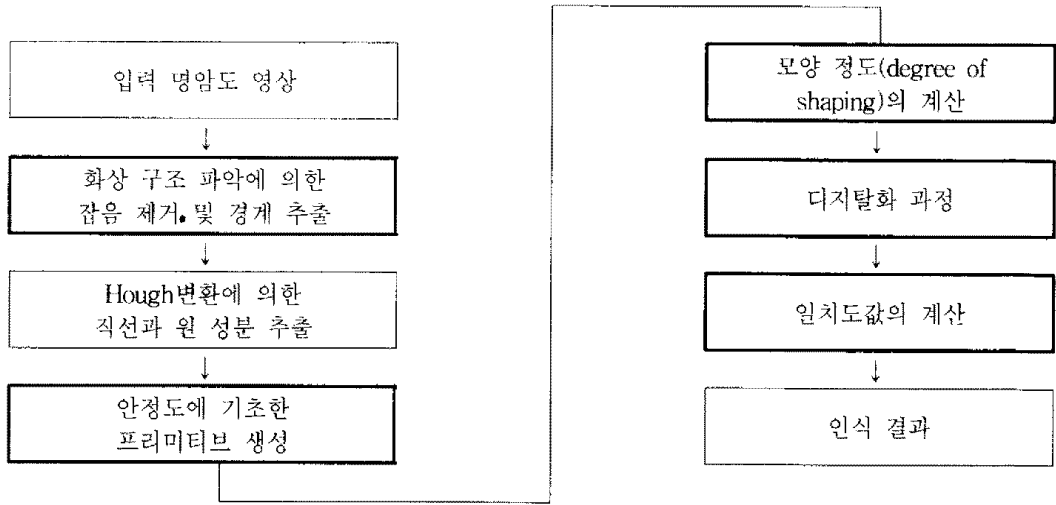 입력 명암도 영상
화상 구조 파악에 의한
잡음 제거. 및 경계 추출
Hough변환에 의한
직선과 원 성분 추출
안정도에 기초한
프리미티브 생성
모양 정도(degree of
shaping)의 계산
디지탈화 과정
일치도값의 계산
인식 결과